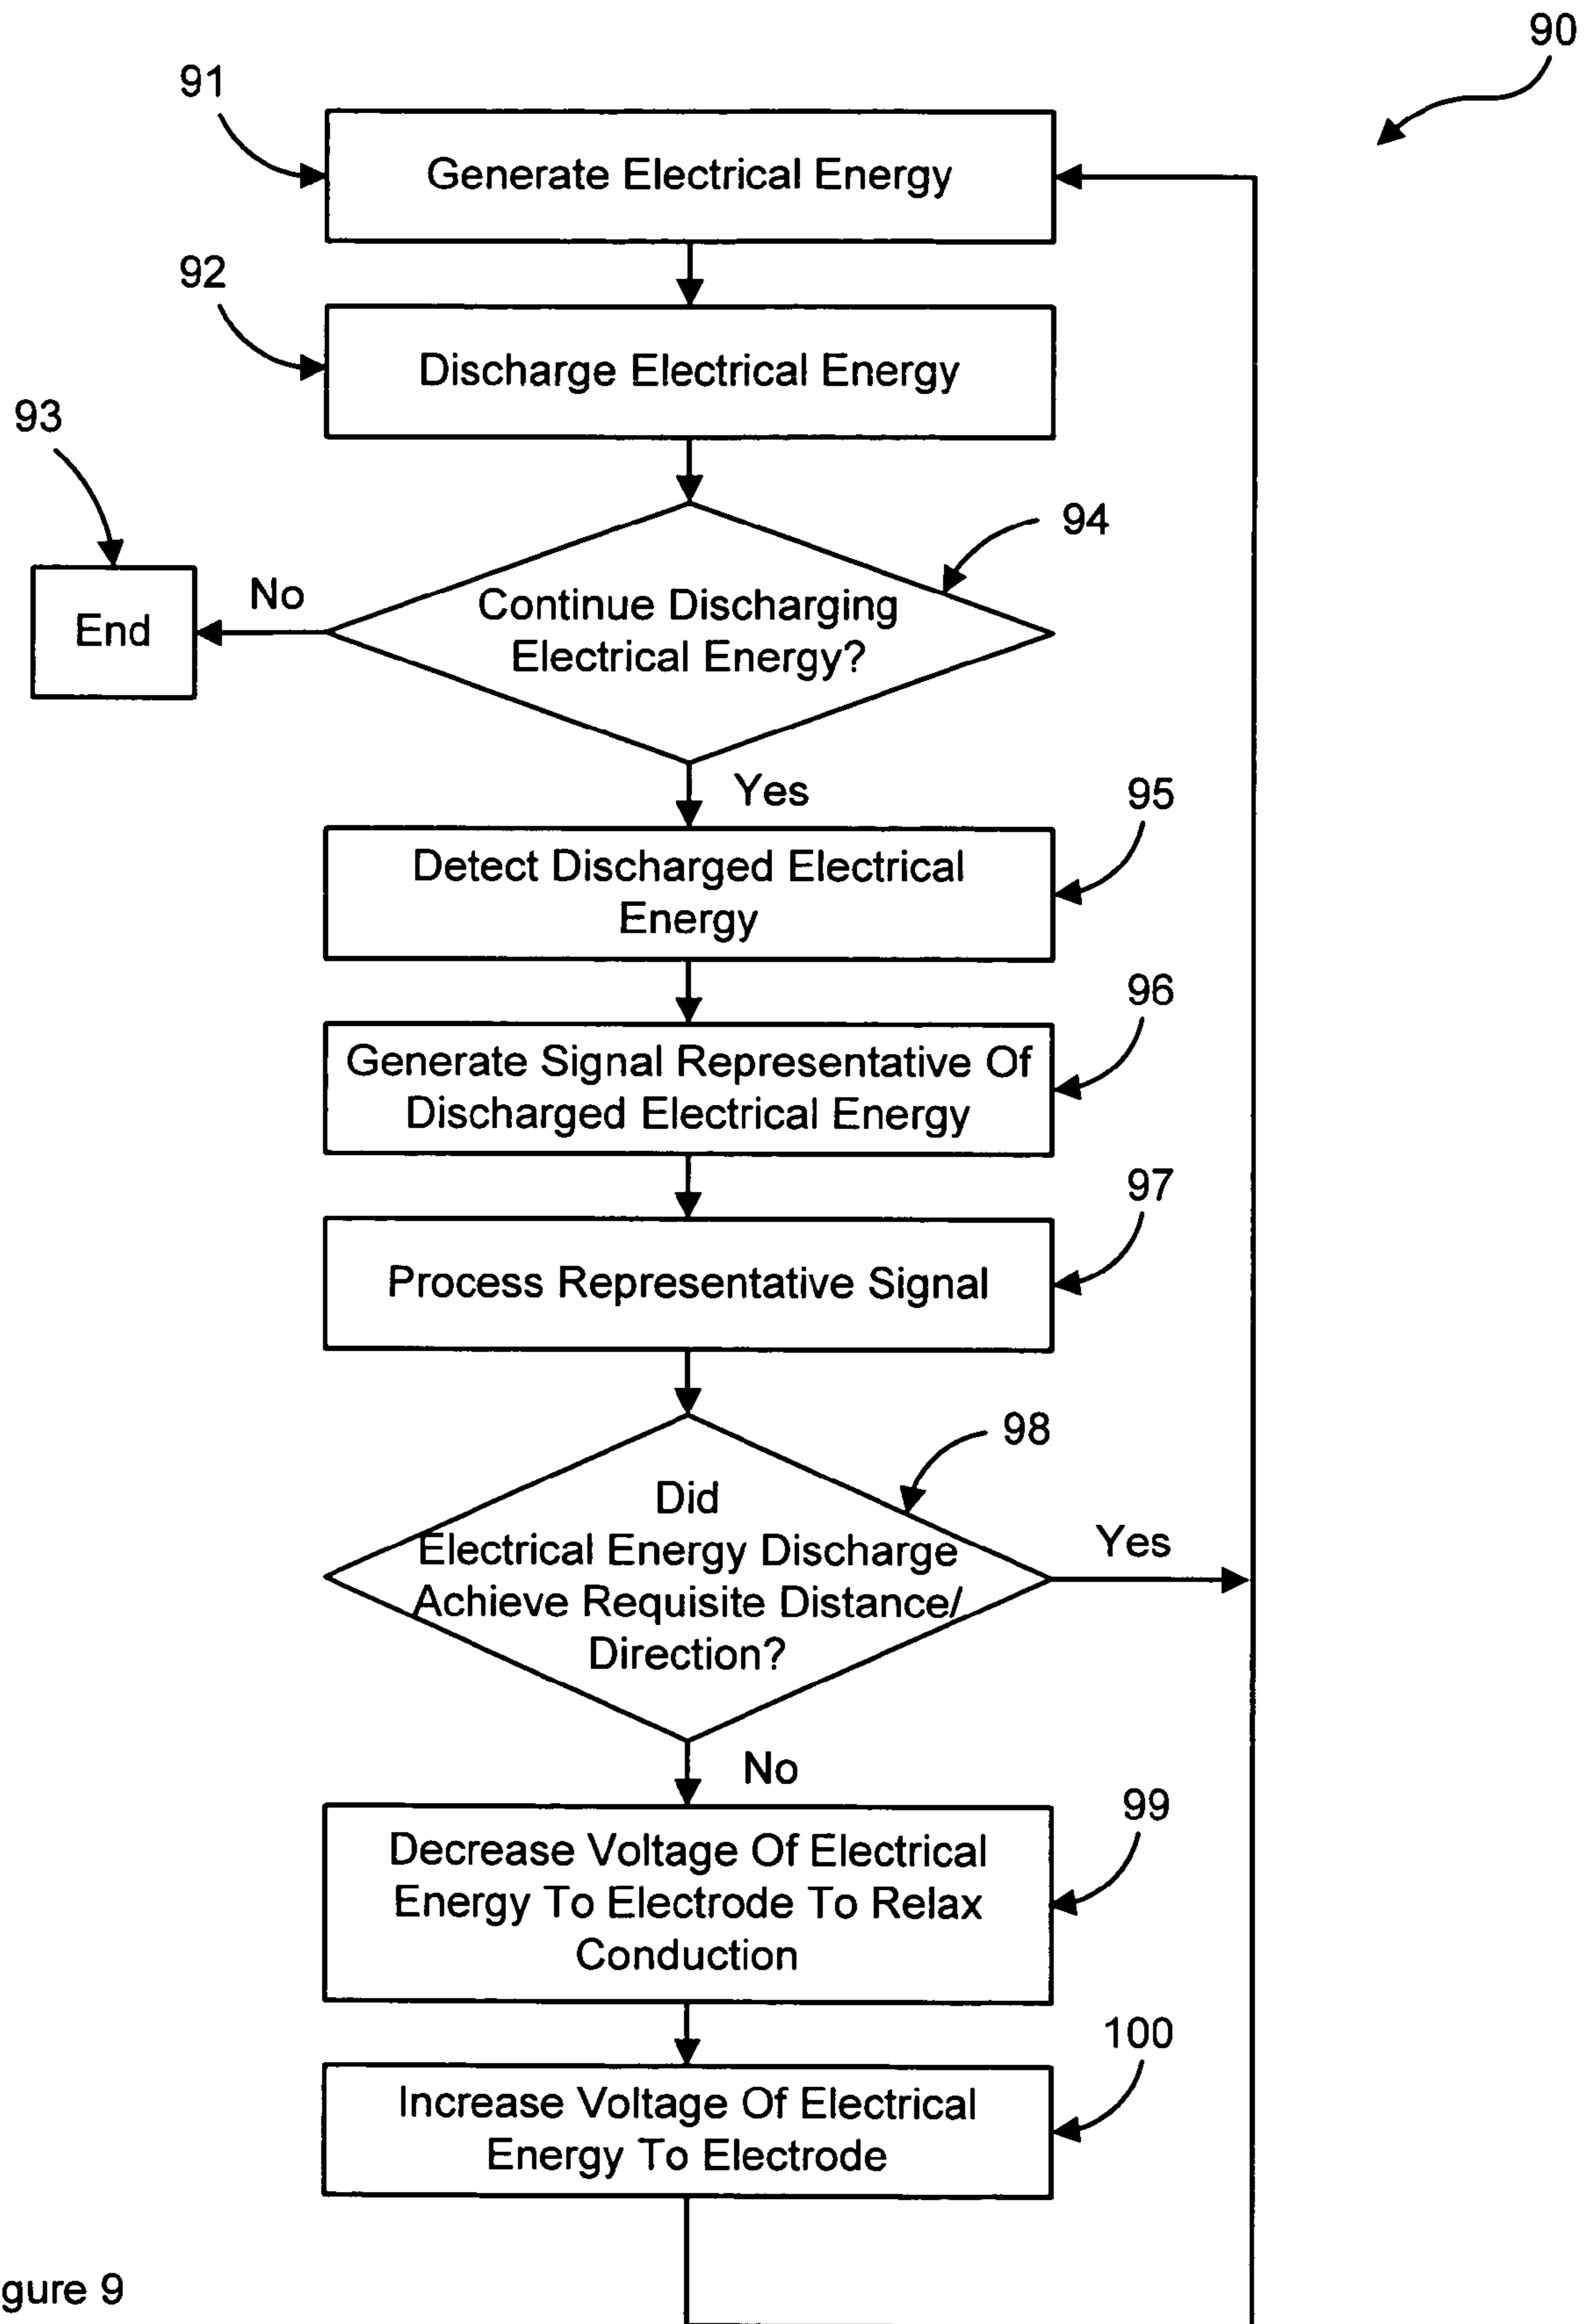 90
91
Generate Electrical Energy
92
Discharge Electrical Energy
93
94
End
No
Continue Discharging
Electrical Energy?
Yes
95
Detect Discharged Electrical
Energy
96
Generate Signal Representative Of
Discharged Electrical Energy
97
Process Representative Signal
98
Did
Electrical Energy Discharge
Achieve Requisite Distance/
Direction?
Yes
No
99
Decrease Voltage Of Electrical
Energy To Electrode To Relax
Conduction
100
Increase Voltage Of Electrical
Energy To Electrode
gure 9